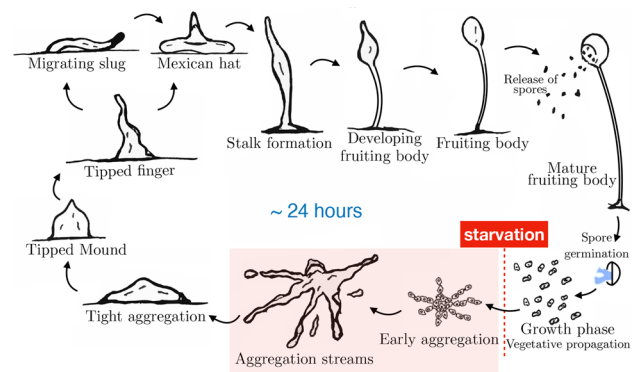 Migrating slug
Mexican hat
Stalk formation
Developing
fruiting body
Fruiting body
Release of
spores
Mature
fruiting body
Tipped finger
Tipped Mound
~ 24 hours
starvation
Spore
germination
Tight aggregation
Aggregation streams
Early aggregation
Growth phase
Vegetative propagation